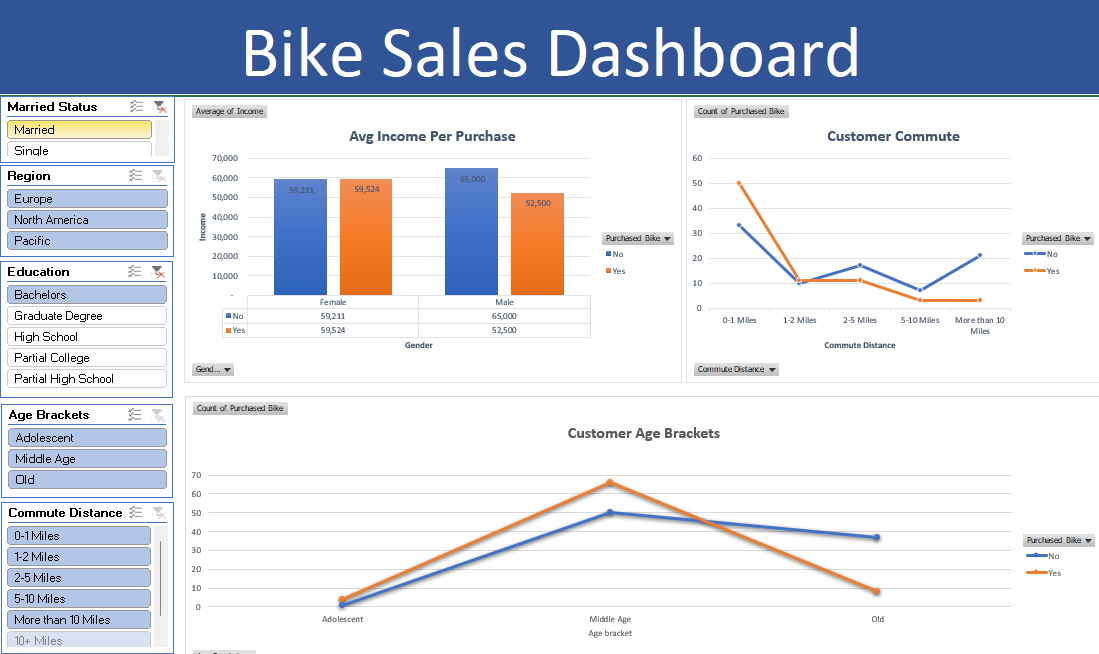 Bike Sales Dashboard
Married Status
Married
Single
Region
Europe
North America
Pacific
Education
Bachelors
Graduate Degree
High School
Partial College
Partial High School
Age Brackets
Adolescent
Middle Age
Old
Commute Distance
0-1 Miles
1-2 Miles
2-5 Miles
5-10 Miles
More than 10 Miles
10+ Miles
Average of Income
Avg Income Per Purchase
70,000
60,000
50,000
40,000
30,000
20,000
10,000
-
Income
59,211
59,524
65,000
52,500
Female Male
No 59,211 65,000
Yes 59,524 52,500
Gender
Purchased Bike
No
Yes
Gend...
Count of Purchased Bike
Customer Commute
60
50
40
30
20
10
0
0-1 Miles 1-2 Miles 2-5 Miles 5-10 Miles More than 10
Miles
Commute Distance
Purchased Bike
No
Yes
Commute Distance
Count of Purchased Bike
Customer Age Brackets
70
60
50
40
30
20
10
0
Adolescent Middle Age Old
Age bracket
Purchased Bike
No
Yes